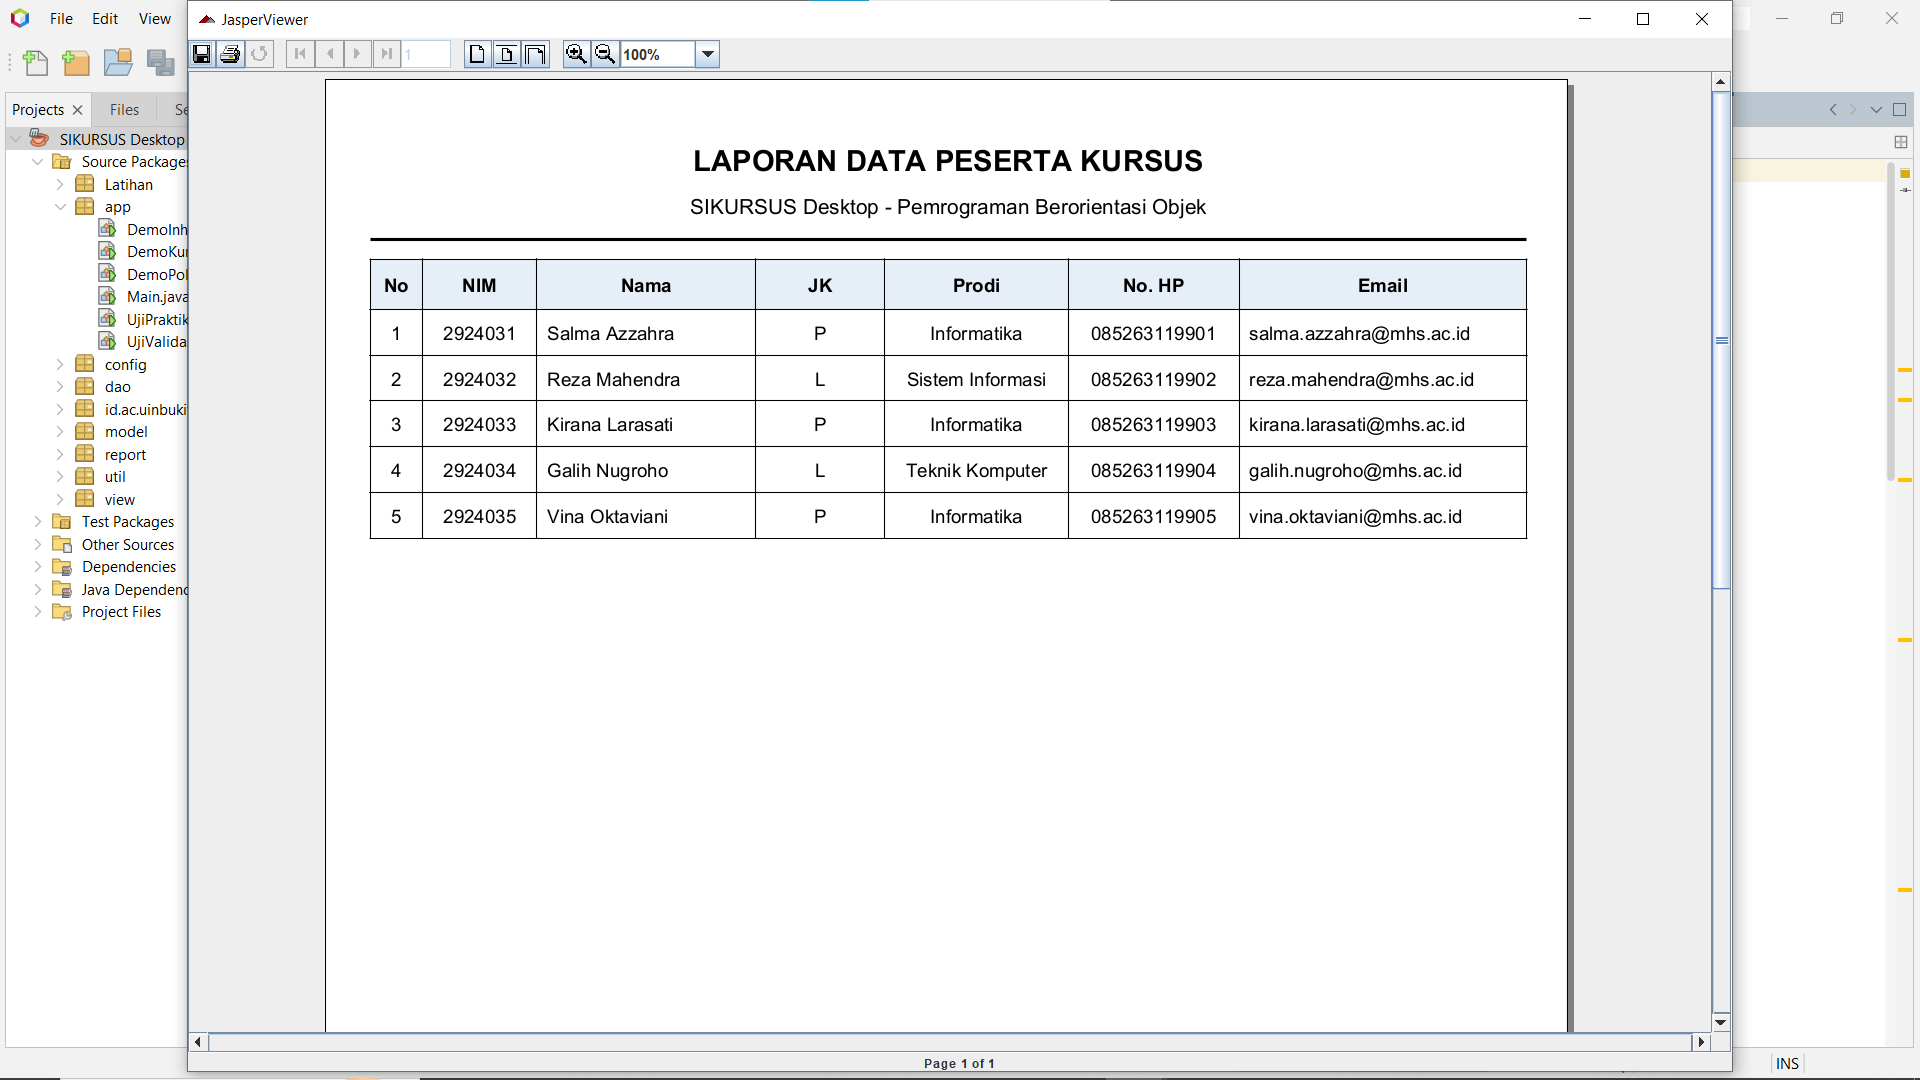 File Edit View
JasperViewer
1
100%
Projects Files Se
SIKURSUS Desktop
Source Packages
Latihan
app
DemoInh
DemoKur
DemoPol
Main.java
UjiPraktik
UjiValida
config
dao
id.ac.uinbuki
model
report
util
view
Test Packages
Other Sources
Dependencies
Java Dependenc
Project Files
LAPORAN DATA PESERTA KURSUS
SIKURSUS Desktop - Pemrograman Berorientasi Objek
No NIM Nama JK Prodi No. HP Email
1 2924031 Salma Azzahra P Informatika 085263119901 salma.azzahra@mhs.ac.id
2 2924032 Reza Mahendra L Sistem Informasi 085263119902 reza.mahendra@mhs.ac.id
3 2924033 Kirana Larasati P Informatika 085263119903 kirana.larasati@mhs.ac.id
4 2924034 Galih Nugroho L Teknik Komputer 085263119904 galih.nugroho@mhs.ac.id
5 2924035 Vina Oktaviani P Informatika 085263119905 vina.oktaviani@mhs.ac.id
Page 1 of 1
INS